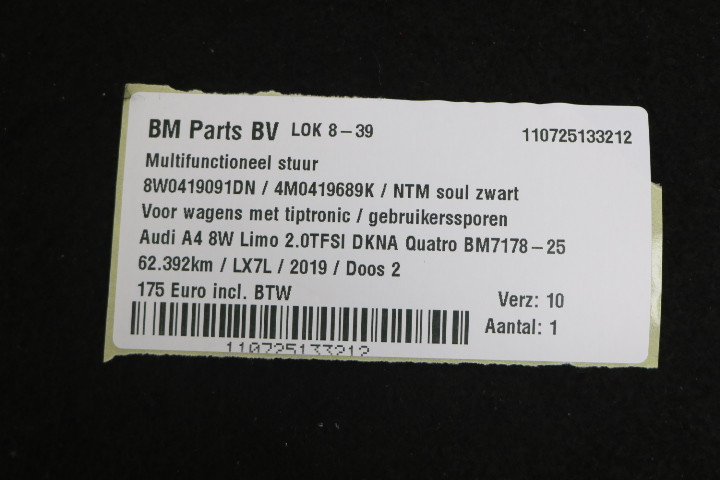 BM Parts BV LOK 8-39 110725133212
Multifunctioneel stuur
8W0419091DN / 4M0419689K / NTM soul zwart
Voor wagens met tiptronic / gebruikerssporen
Audi A4 8W Limo 2.0TFSI DKNA Quatro BM7178-25
62.392km / LX7L / 2019 / Doos 2
175 Euro incl. BTW
Verz: 10
Aantal: 1
110725133212